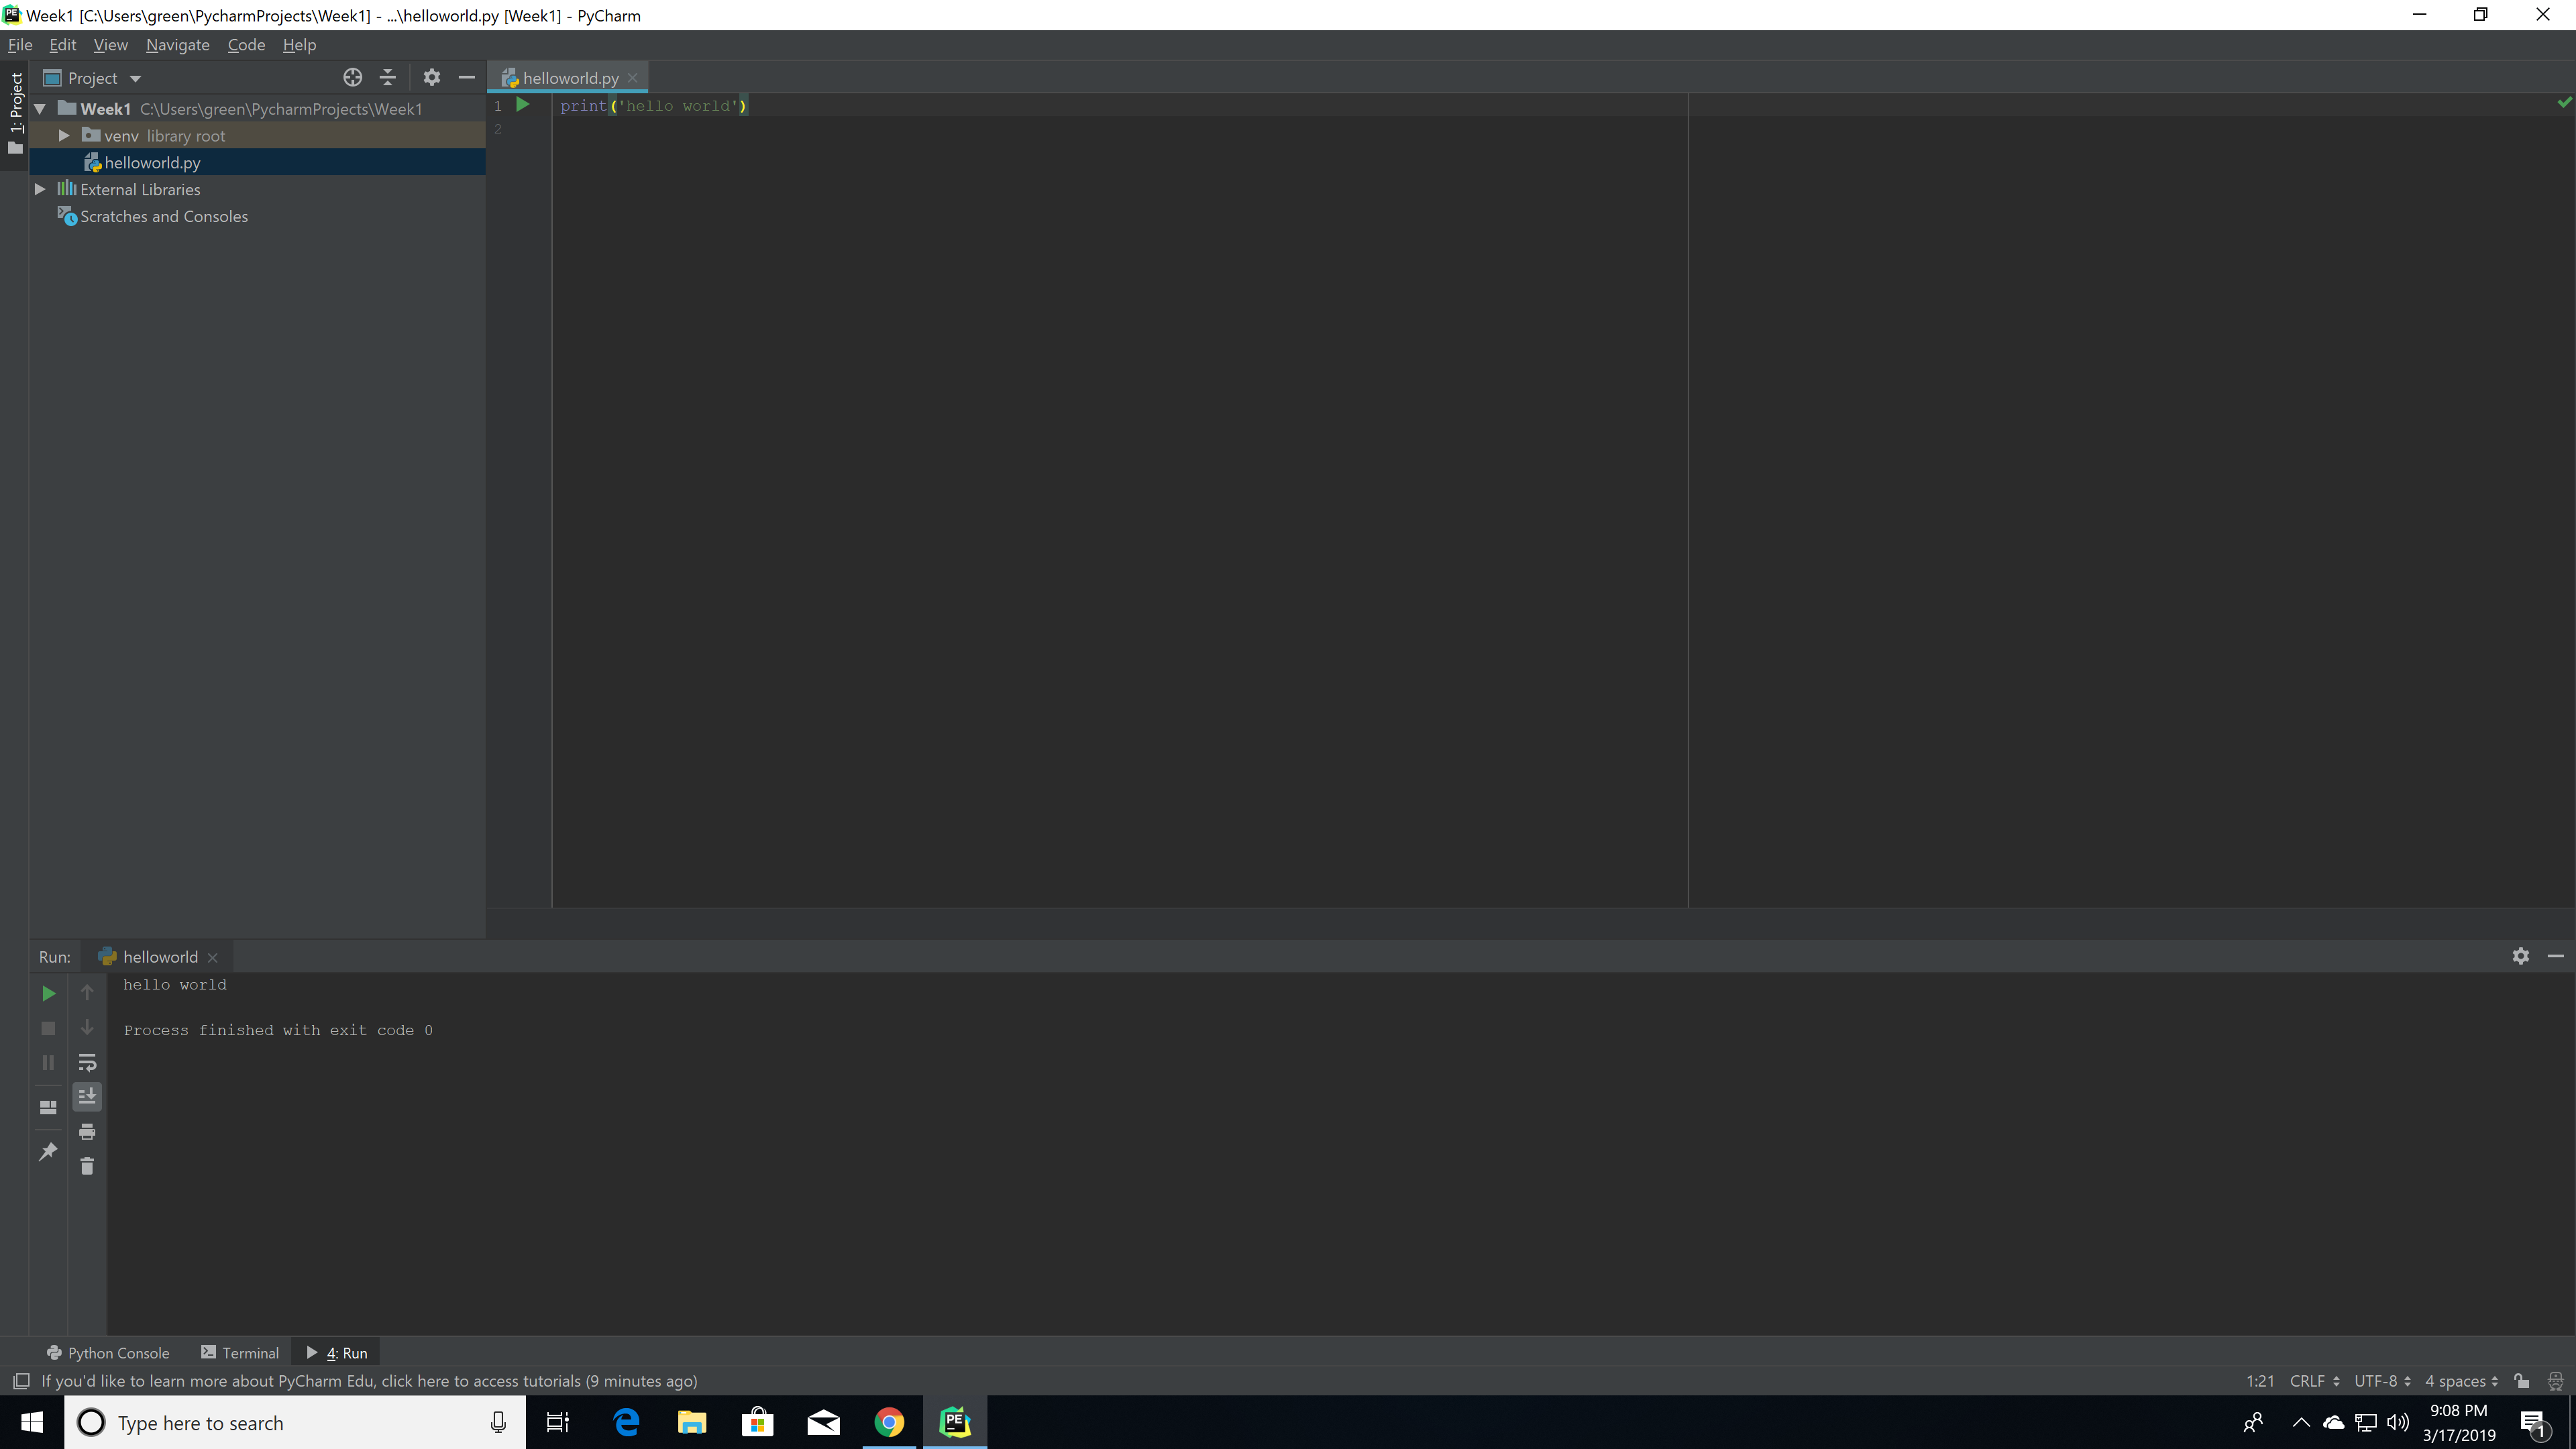 Week1 [C:\Users\green\PycharmProjects\Week1] - ...\helloworld.py [Week1] - PyCharm
File Edit View Navigate Code Help
1: Project
Project
helloworld.py
Week1 C:\Users\green\PycharmProjects\Week1
venv library root
helloworld.py
External Libraries
Scratches and Consoles
1 print('hello world')
2
Run: helloworld
hello world
Process finished with exit code 0
Python Console Terminal 4: Run
If you'd like to learn more about PyCharm Edu, click here to access tutorials (9 minutes ago)
1:21 CRLF UTF-8 4 spaces
Type here to search
PE
9:08 PM
3/17/2019
1